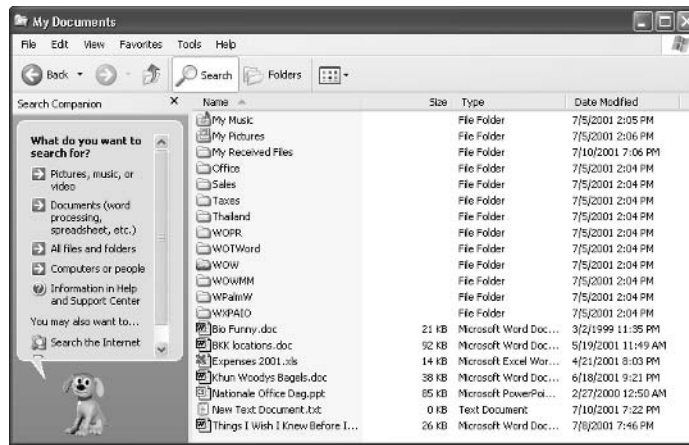 My Documents
File Edit View Favorites Tools Help
Back Search Folders
Search Companion
What do you want to
search for?
Pictures, music, or
video
Documents (word
processing,
spreadsheet, etc.)
All files and folders
Computers or people
Information in Help
and Support Center
You may also want to...
Search the Internet
Name Size Type Date Modified
My Music File Folder 7/5/2001 2:05 PM
My Pictures File Folder 7/5/2001 2:06 PM
My Received Files File Folder 7/10/2001 7:06 PM
Office File Folder 7/5/2001 2:04 PM
Sales File Folder 7/5/2001 2:04 PM
Taxes File Folder 7/5/2001 2:04 PM
Thailand File Folder 7/5/2001 2:04 PM
WOPR File Folder 7/5/2001 2:04 PM
WOTWord File Folder 7/5/2001 2:04 PM
WOW File Folder 7/5/2001 2:04 PM
WOWMM File Folder 7/5/2001 2:04 PM
WPalmW File Folder 7/5/2001 2:04 PM
WXPAIO File Folder 7/5/2001 2:04 PM
Bio Funny.doc 21 KB Microsoft Word Doc... 3/2/1999 11:35 PM
BKK locations.doc 92 KB Microsoft Word Doc... 5/19/2001 11:49 AM
Expenses 2001.xls 14 KB Microsoft Excel Wor... 4/21/2001 8:03 PM
Khun Woodys Bagels.doc 38 KB Microsoft Word Doc... 6/18/2001 9:21 PM
Nationale Office Dag.ppt 85 KB Microsoft PowerPoi... 2/27/2000 12:50 AM
New Text Document.txt 0 KB Text Document 7/10/2001 7:22 PM
Things I Wish I Knew Before I... 26 KB Microsoft Word Doc... 7/8/2001 7:46 PM